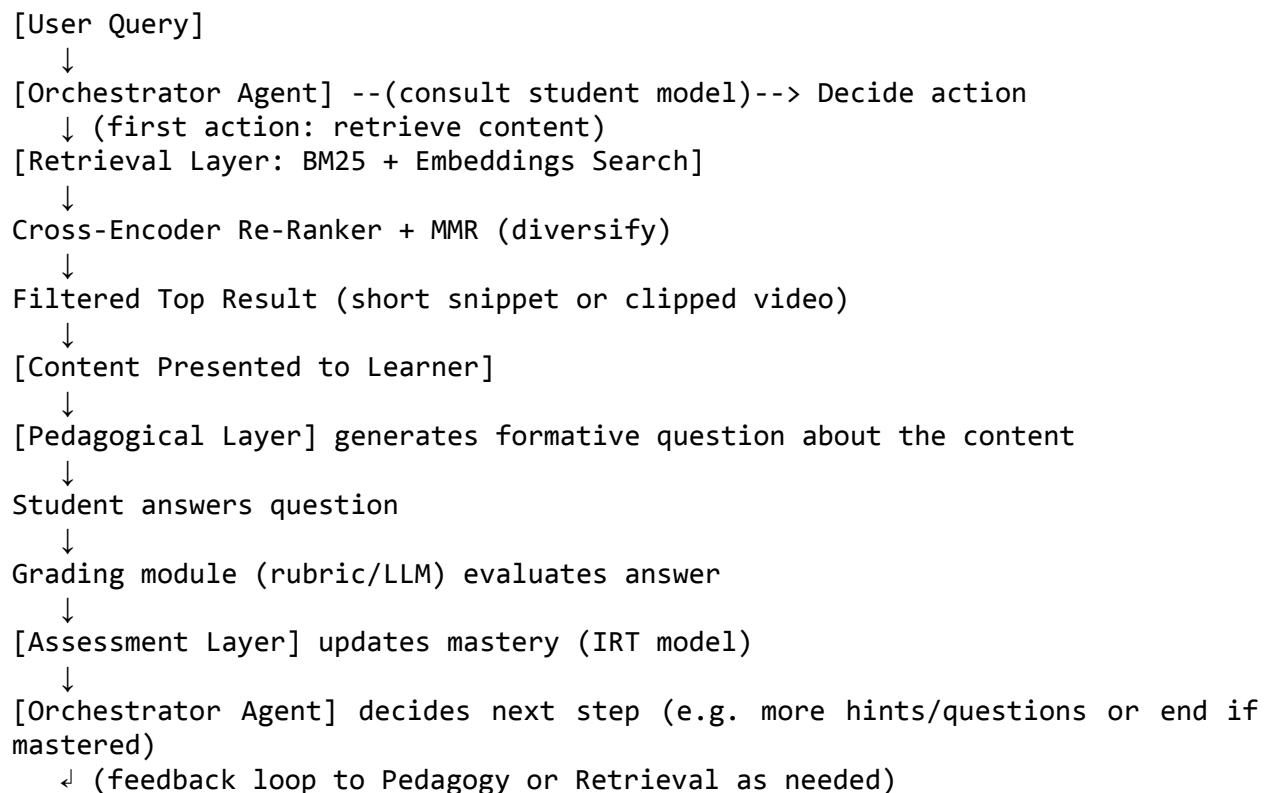 [User Query]
↓
[Orchestrator Agent] --(consult student model)--> Decide action
↓ (first action: retrieve content)
[Retrieval Layer: BM25 + Embeddings Search]
↓
Cross-Encoder Re-Ranker + MMR (diversify)
↓
Filtered Top Result (short snippet or clipped video)
↓
[Content Presented to Learner]
↓
[Pedagogical Layer] generates formative question about the content
↓
Student answers question
↓
Grading module (rubric/LLM) evaluates answer
↓
[Assessment Layer] updates mastery (IRT model)
↓
[Orchestrator Agent] decides next step (e.g. more hints/questions or end if
mastered)
↲ (feedback loop to Pedagogy or Retrieval as needed)